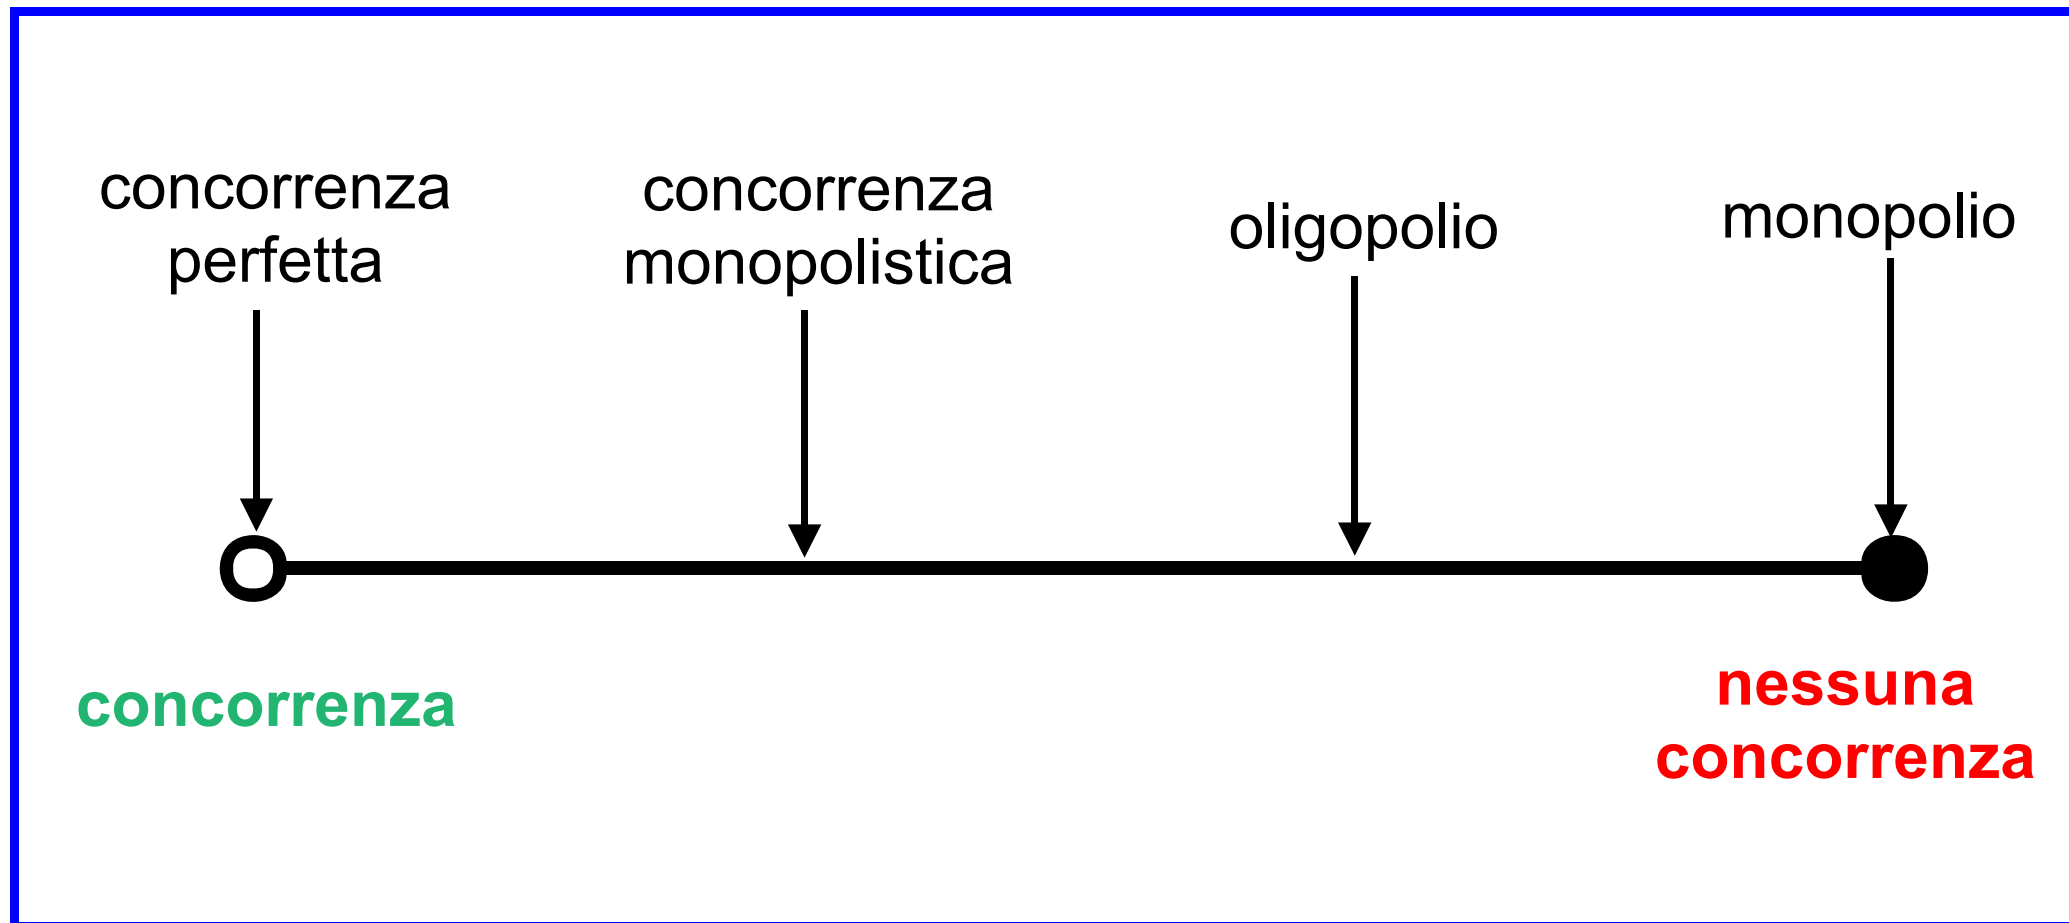 concorrenza
perfetta
concorrenza
monopolistica
oligopolio
monopolio
concorrenza
nessuna
concorrenza